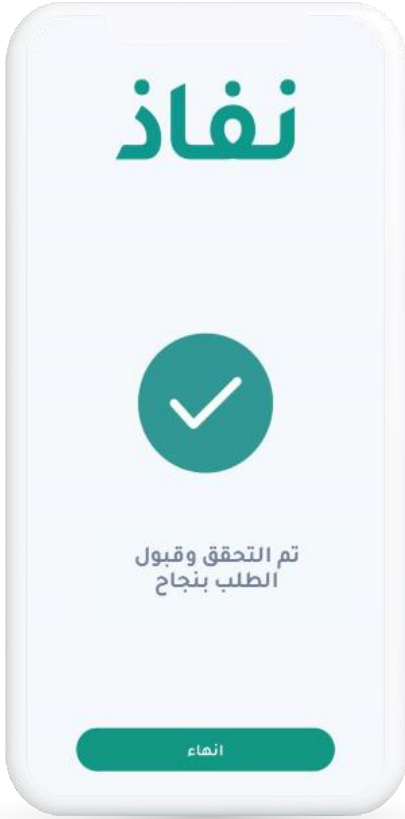 نفاذ
تم التحقق وقبول
الطلب بنجاح
انهاء